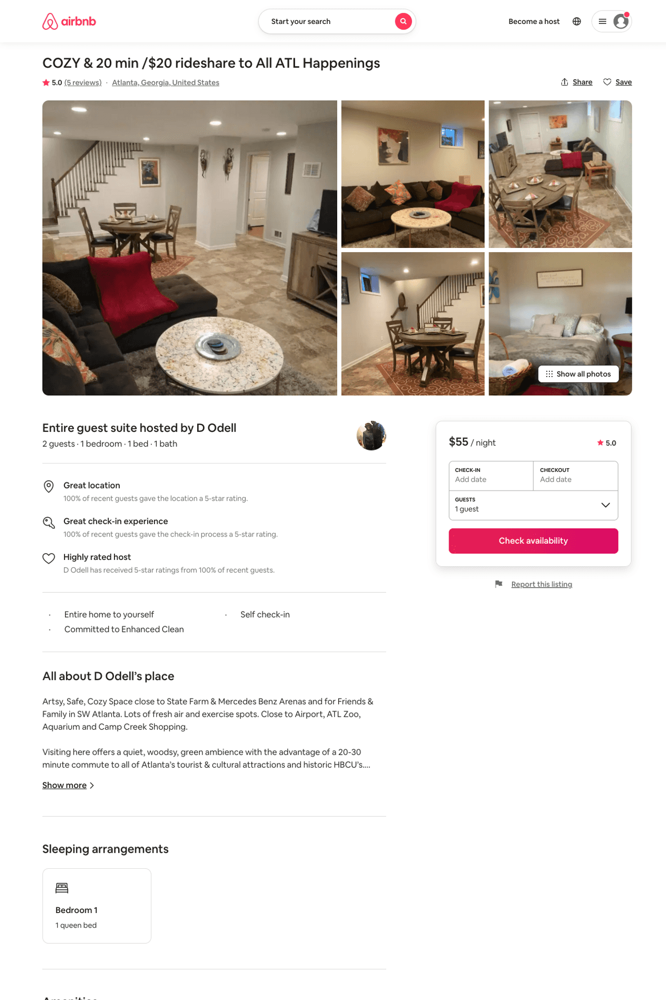 airbnb
Start your search
Become a host
COZY & 20 min /$20 rideshare to All ATL Happenings
5.0 (5 reviews) · Atlanta, Georgia, United States
Share
Save
Show all photos
Entire guest suite hosted by D Odell
2 guests · 1 bedroom · 1 bed · 1 bath
Great location
100% of recent guests gave the location a 5-star rating.
Great check-in experience
100% of recent guests gave the check-in process a 5-star rating.
Highly rated host
D Odell has received 5-star ratings from 100% of recent guests.
$55 / night
5.0
CHECK-IN
Add date
CHECKOUT
Add date
GUESTS
1 guest
Check availability
Report this listing
· Entire home to yourself
· Self check-in
· Committed to Enhanced Clean
All about D Odell’s place
Artsy, Safe, Cozy Space close to State Farm & Mercedes Benz Arenas and for Friends &
Family in SW Atlanta. Lots of fresh air and exercise spots. Close to Airport, ATL Zoo,
Aquarium and Camp Creek Shopping.
Visiting here offers a quiet, woodsy, green ambience with the advantage of a 20-30
minute commute to all of Atlanta’s tourist & cultural attractions and historic HBCU’s....
Show more
Sleeping arrangements
Bedroom 1
1 queen bed
Amenities